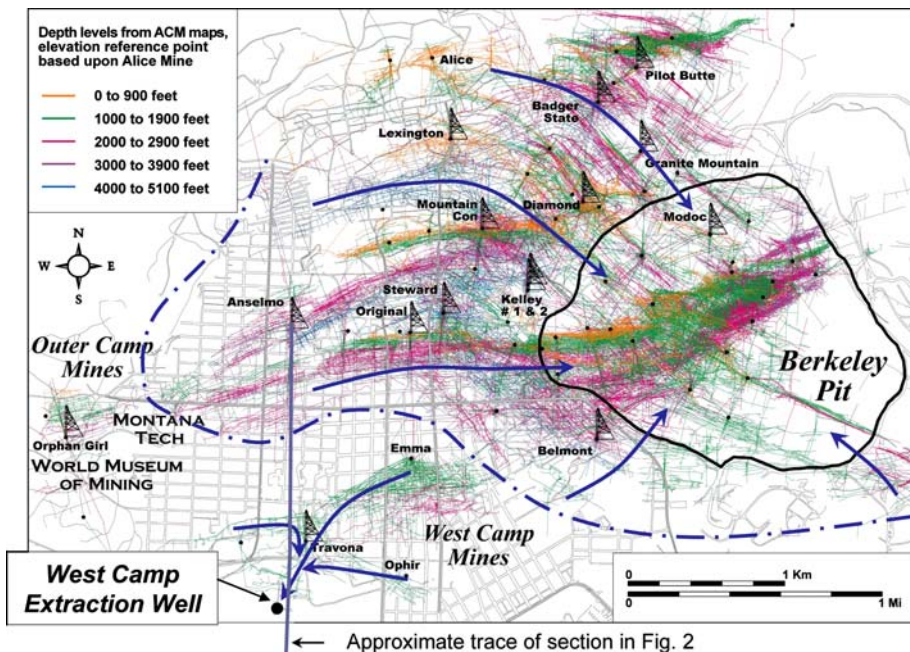 Depth levels from ACM maps,
elevation reference point
based upon Alice Mine
0 to 900 feet
1000 to 1900 feet
2000 to 2900 feet
3000 to 3900 feet
4000 to 5100 feet
N
W E
S
Alice
Pilot Butte
Badger
State
Lexington
Granite Mountain
Diamond
Mountain
Con
Modoc
Steward
Kelley
# 1 & 2
Anselmo
Original
Outer Camp
Mines
Berkeley
Pit
MONTANA
TECH
Orphan Girl
WORLD MUSEUM
OF MINING
Belmont
Emma
West Camp
Mines
Travona
Ophir
West Camp
Extraction Well
0 1 Km
0 1 Mi
Approximate trace of section in Fig. 2